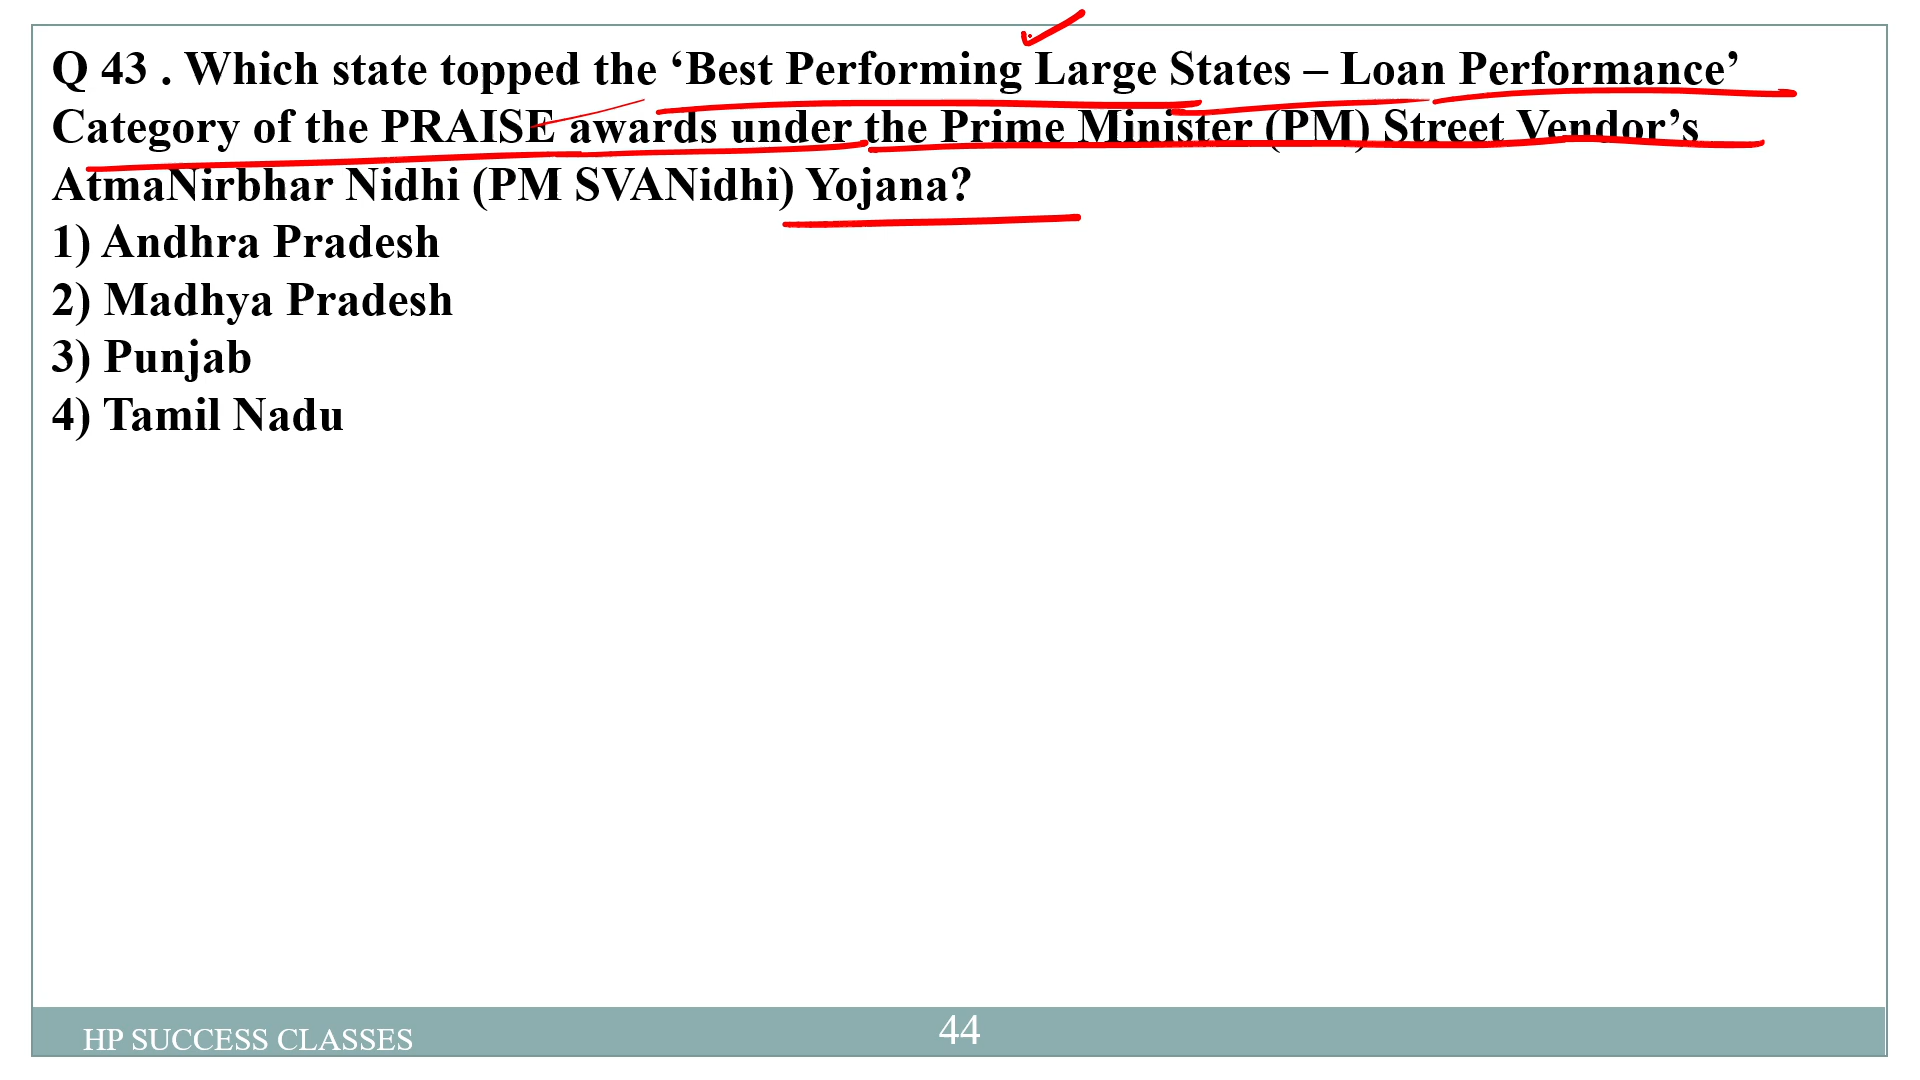 Q 43 . Which state topped the ‘Best Performing Large States – Loan Performance’
Category of the PRAISE awards under the Prime Minister (PM) Street Vendor’s
AtmaNirbhar Nidhi (PM SVANidhi) Yojana?
1) Andhra Pradesh
2) Madhya Pradesh
3) Punjab
4) Tamil Nadu
HP SUCCESS CLASSES
44